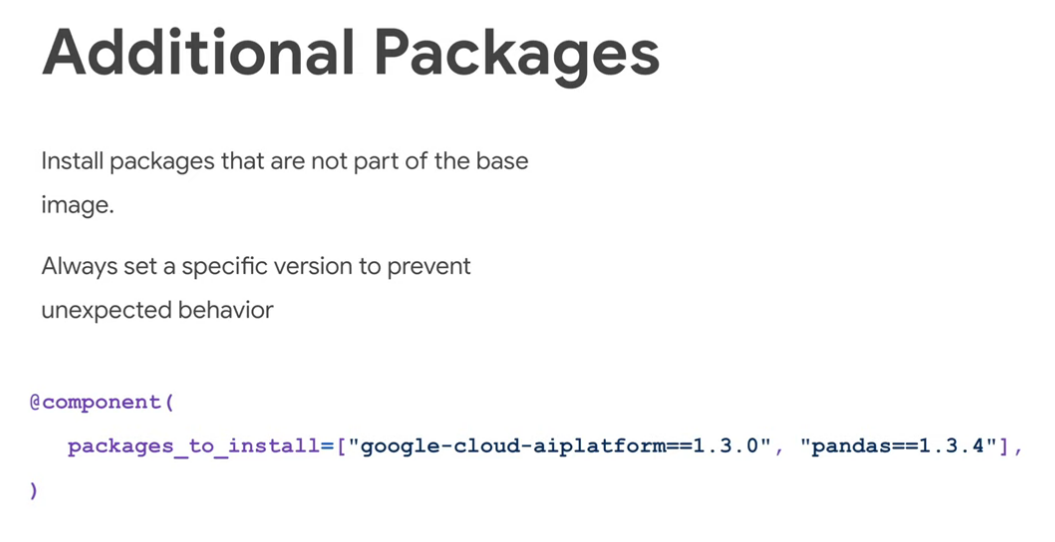 Additional Packages
Install packages that are not part of the base
image.
Always set a specific version to prevent
unexpected behavior
@component(
packages_to_install=["google-cloud-aiplatform==1.3.0", "pandas==1.3.4"],
)